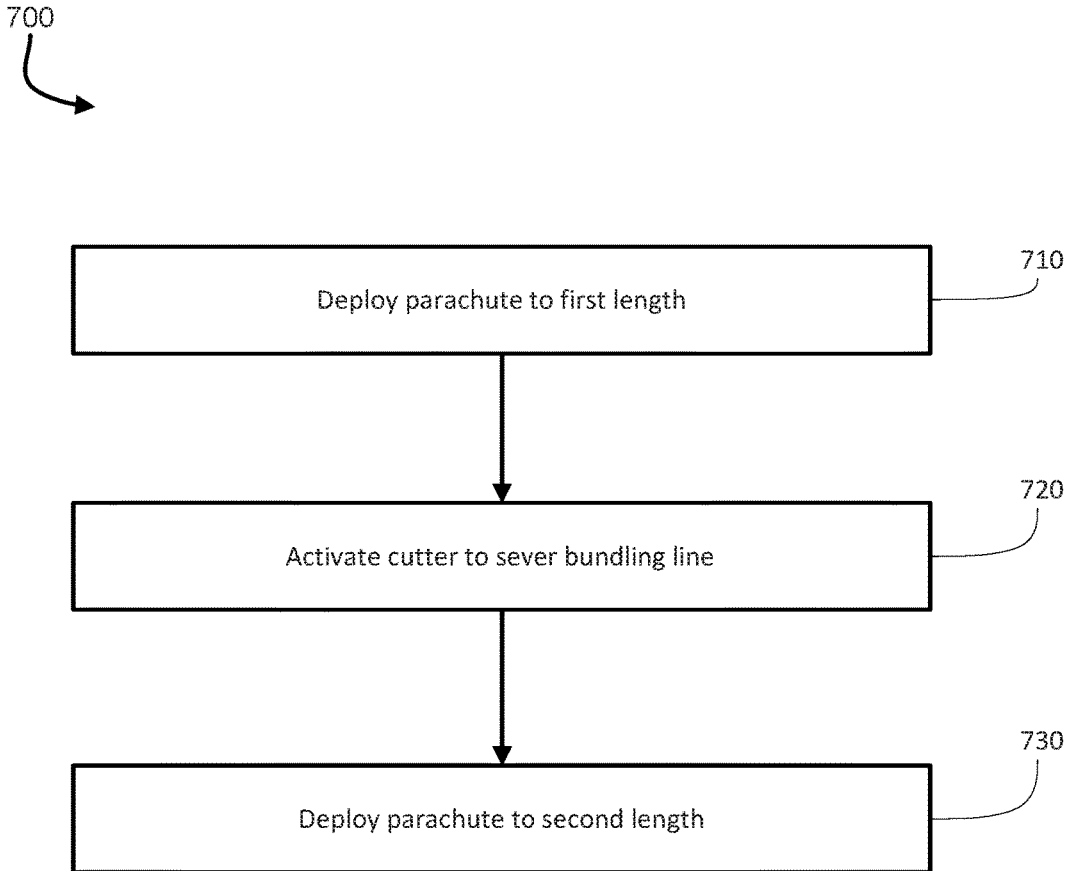 700
710
Deploy parachute to first length
720
Activate cutter to sever bundling line
730
Deploy parachute to second length